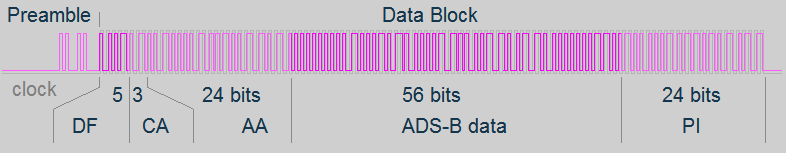 Preamble Data Block
clock
5 3 24 bits 56 bits 24 bits
DF CA AA ADS-B data PI